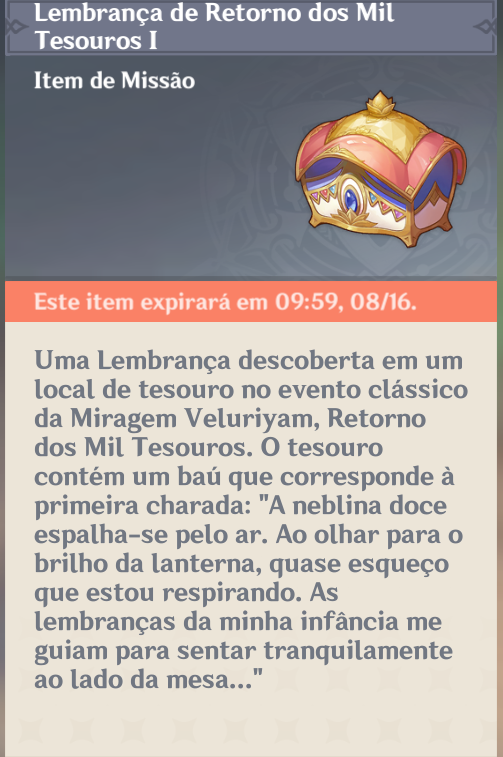 Lembrança de Retorno dos Mil
Tesouros I
Item de Missão
Este item expirará em 09:59, 08/16.
Uma Lembrança descoberta em um
local de tesouro no evento clássico
da Miragem Veluriyam, Retorno
dos Mil Tesouros. O tesouro
contém um baú que corresponde à
primeira charada: "A neblina doce
espalha-se pelo ar. Ao olhar para o
brilho da lanterna, quase esqueço
que estou respirando. As
lembranças da minha infância me
guiam para sentar tranquilamente
ao lado da mesa..."